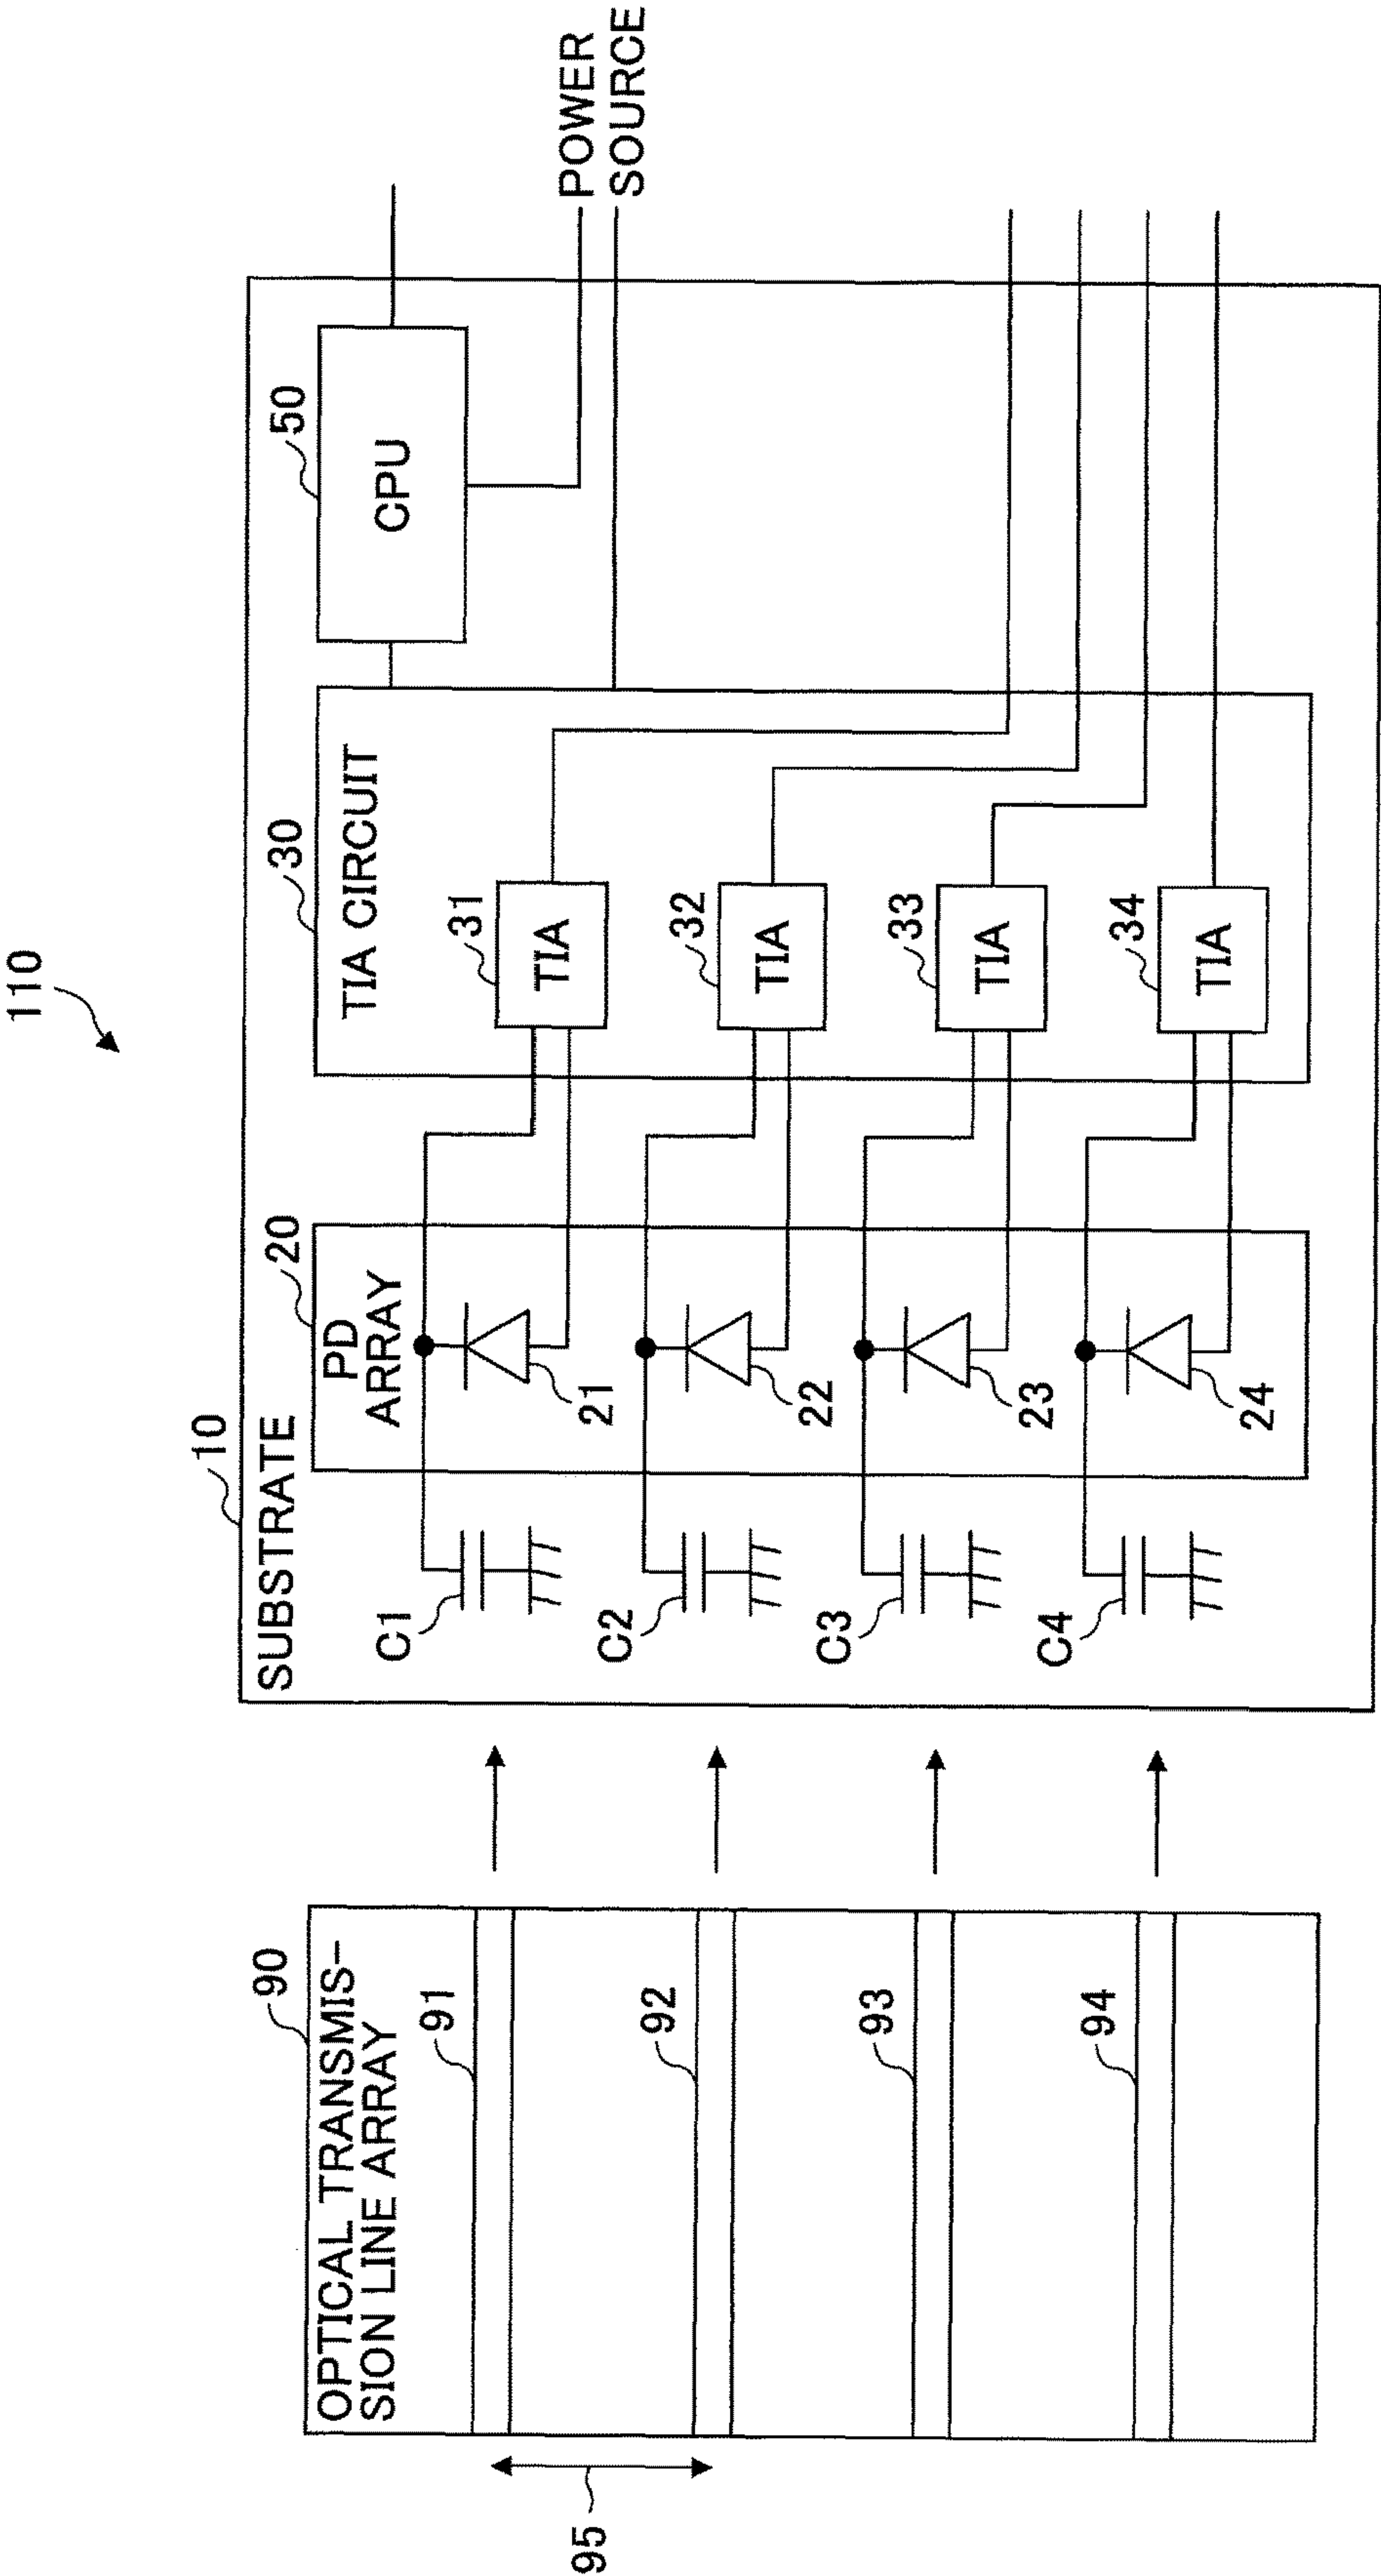 110
10
SUBSTRATE
20
PD
ARRAY
30
TIA CIRCUIT
50
CPU
POWER
SOURCE
90
OPTICAL TRANSMIS-
SION LINE ARRAY
91
C1
21
31
TIA
92
C2
22
32
TIA
93
C3
23
33
TIA
94
C4
24
34
TIA
95